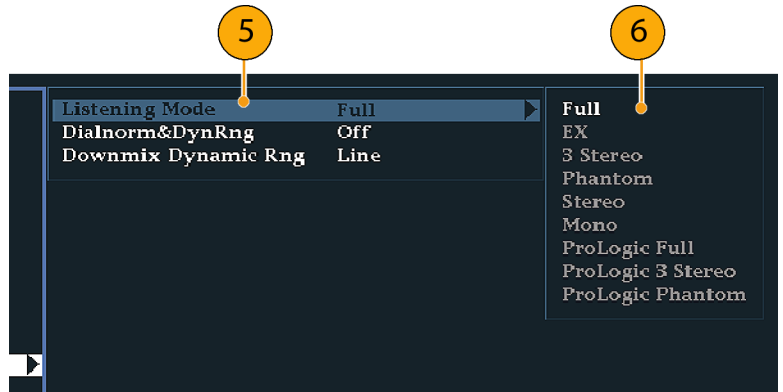 5
6
Listening Mode Full
Dialnorm&DynRng Off
Downmix Dynamic Rng Line
Full
EX
3 Stereo
Phantom
Stereo
Mono
ProLogic Full
ProLogic 3 Stereo
ProLogic Phantom